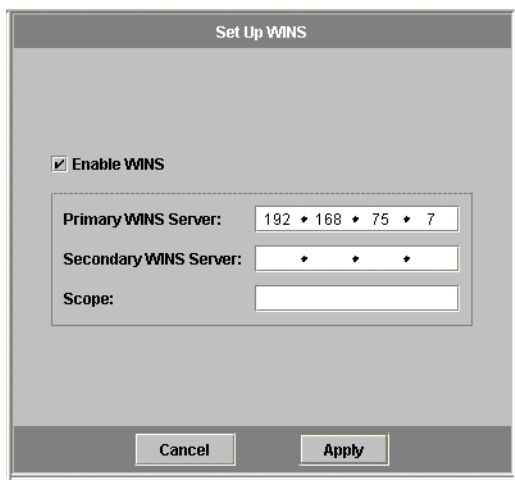 Set Up WINS
Enable WINS
Primary WINS Server: 192 . 168 . 75 . 7
Secondary WINS Server: . . .
Scope:
Cancel Apply